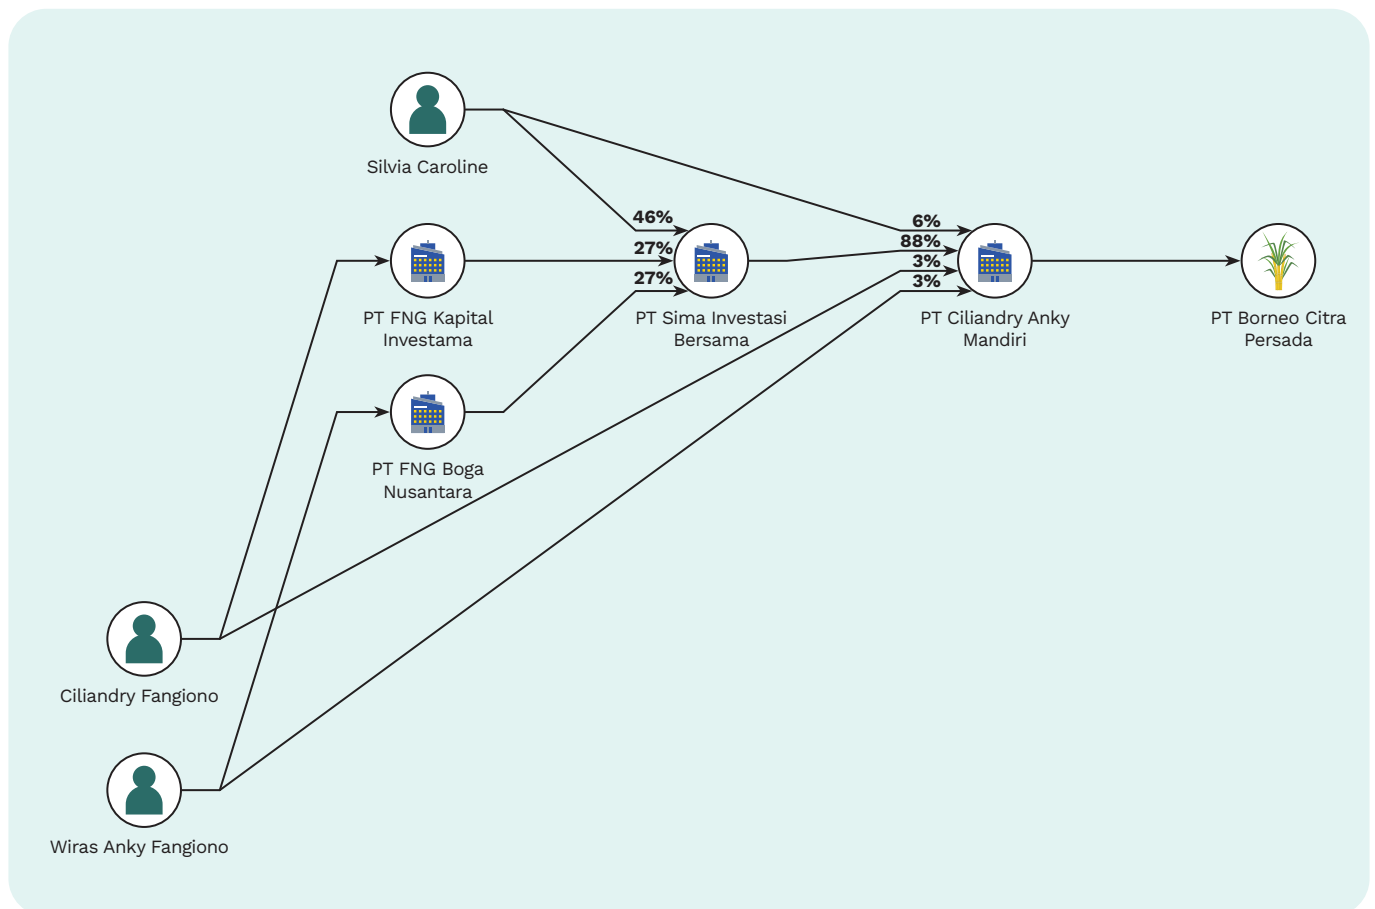 Silvia Caroline
46%
27%
27%
6%
88%
3%
3%
PT FNG Kapital
Investama
PT Sima Investasi
Bersama
PT Ciliandry Anky
Mandiri
PT Borneo Citra
Persada
PT FNG Boga
Nusantara
Ciliandry Fangiono
Wiras Anky Fangiono